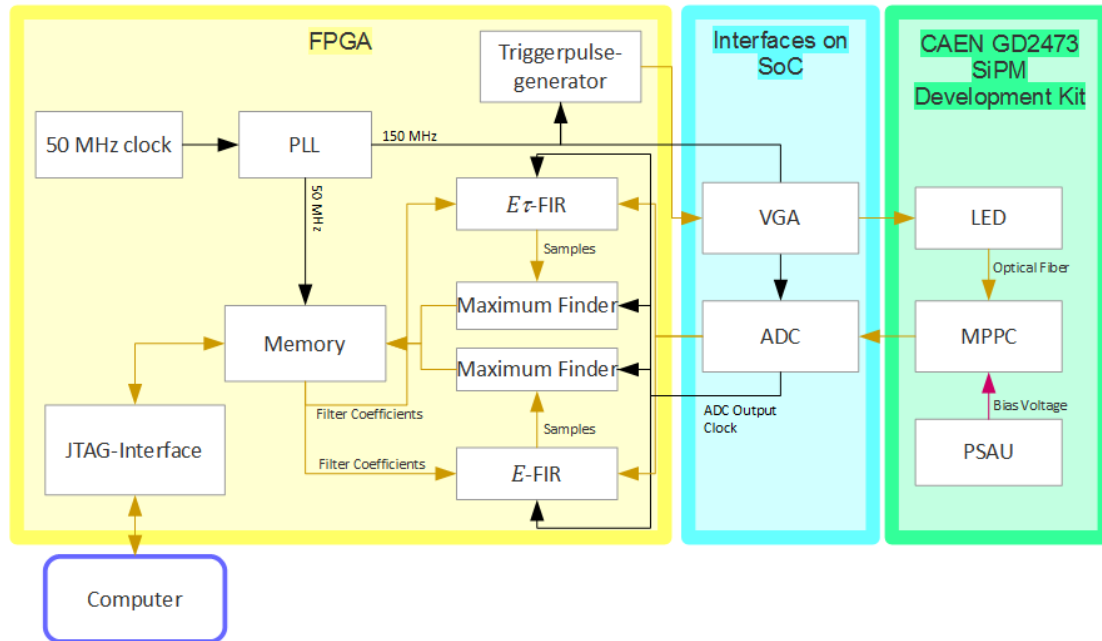 FPGA
Triggerpulse-
generator
50 MHz clock
PLL
150 MHz
50 MHz
Eτ-FIR
Samples
Maximum Finder
Memory
Maximum Finder
Filter Coefficients
Samples
JTAG-Interface
Filter Coefficients
E-FIR
Computer
Interfaces on
SoC
VGA
ADC
ADC Output
Clock
CAEN GD2473
SiPM
Development Kit
LED
Optical Fiber
MPPC
Bias Voltage
PSAU